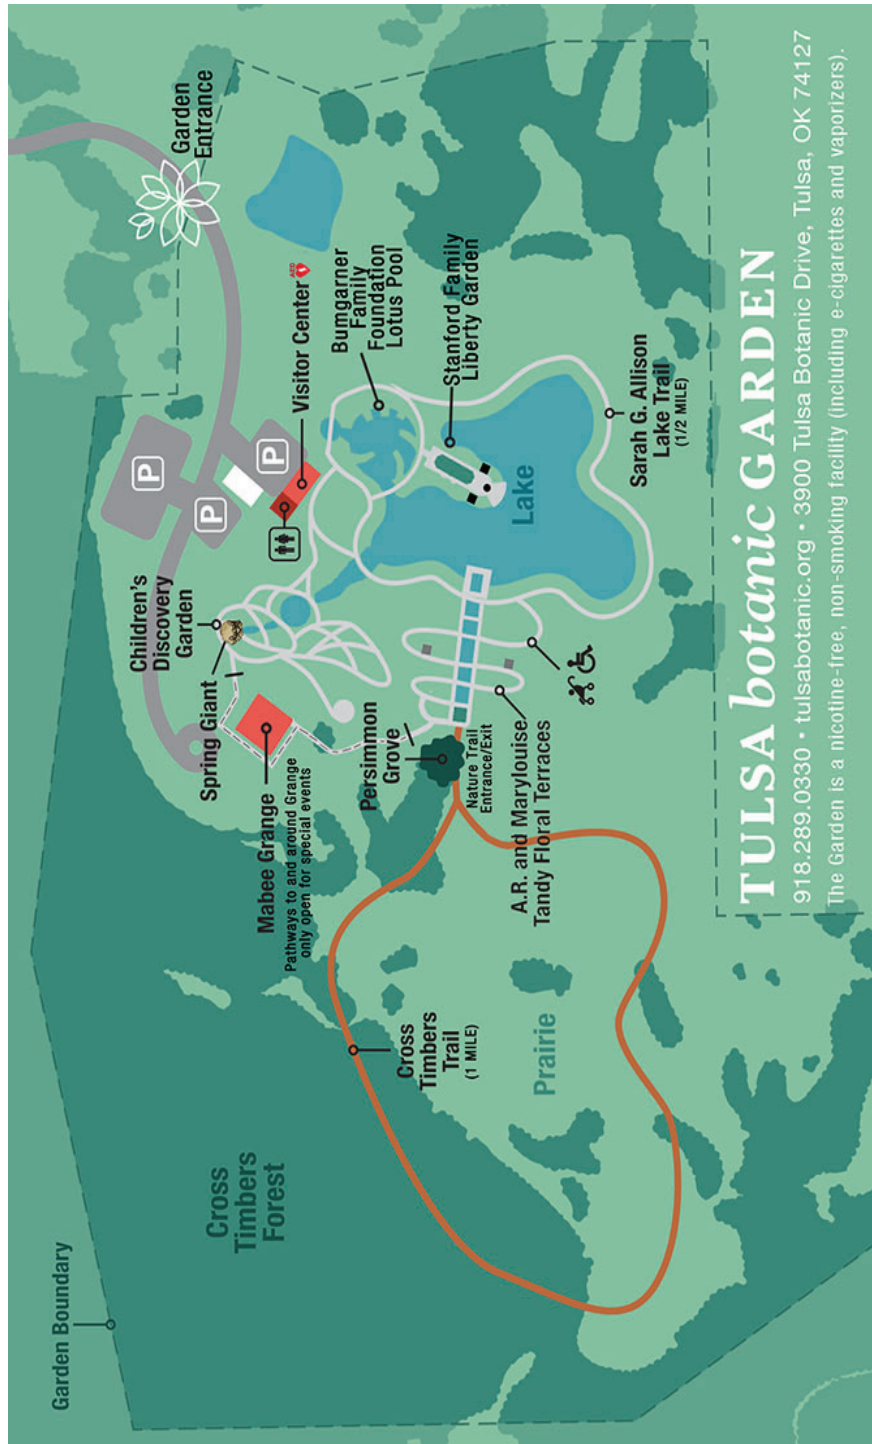 Garden Boundary
Cross
Timbers
Forest
Mabee Grange
Pathways to and around Grange
only open for special events
Spring Giant
Children's
Discovery
Garden
P
P
P
Garden
Entrance
AED
Visitor Center
Bumgarner
Family
Foundation
Lotus Pool
Stanford Family
Liberty Garden
Persimmon
Grove
Nature Trail
Entrance/Exit
A.R. and Marylouise
Tandy Floral Terraces
Cross
Timbers
Trail
(1 MILE)
Prairie
Lake
Sarah G. Allison
Lake Trail
(1/2 MILE)
TULSA botanic GARDEN
918.289.0330 • tulsabotanic.org • 3900 Tulsa Botanic Drive, Tulsa, OK 74127
The Garden is a nicotine-free, non-smoking facility (including e-cigarettes and vaporizers).